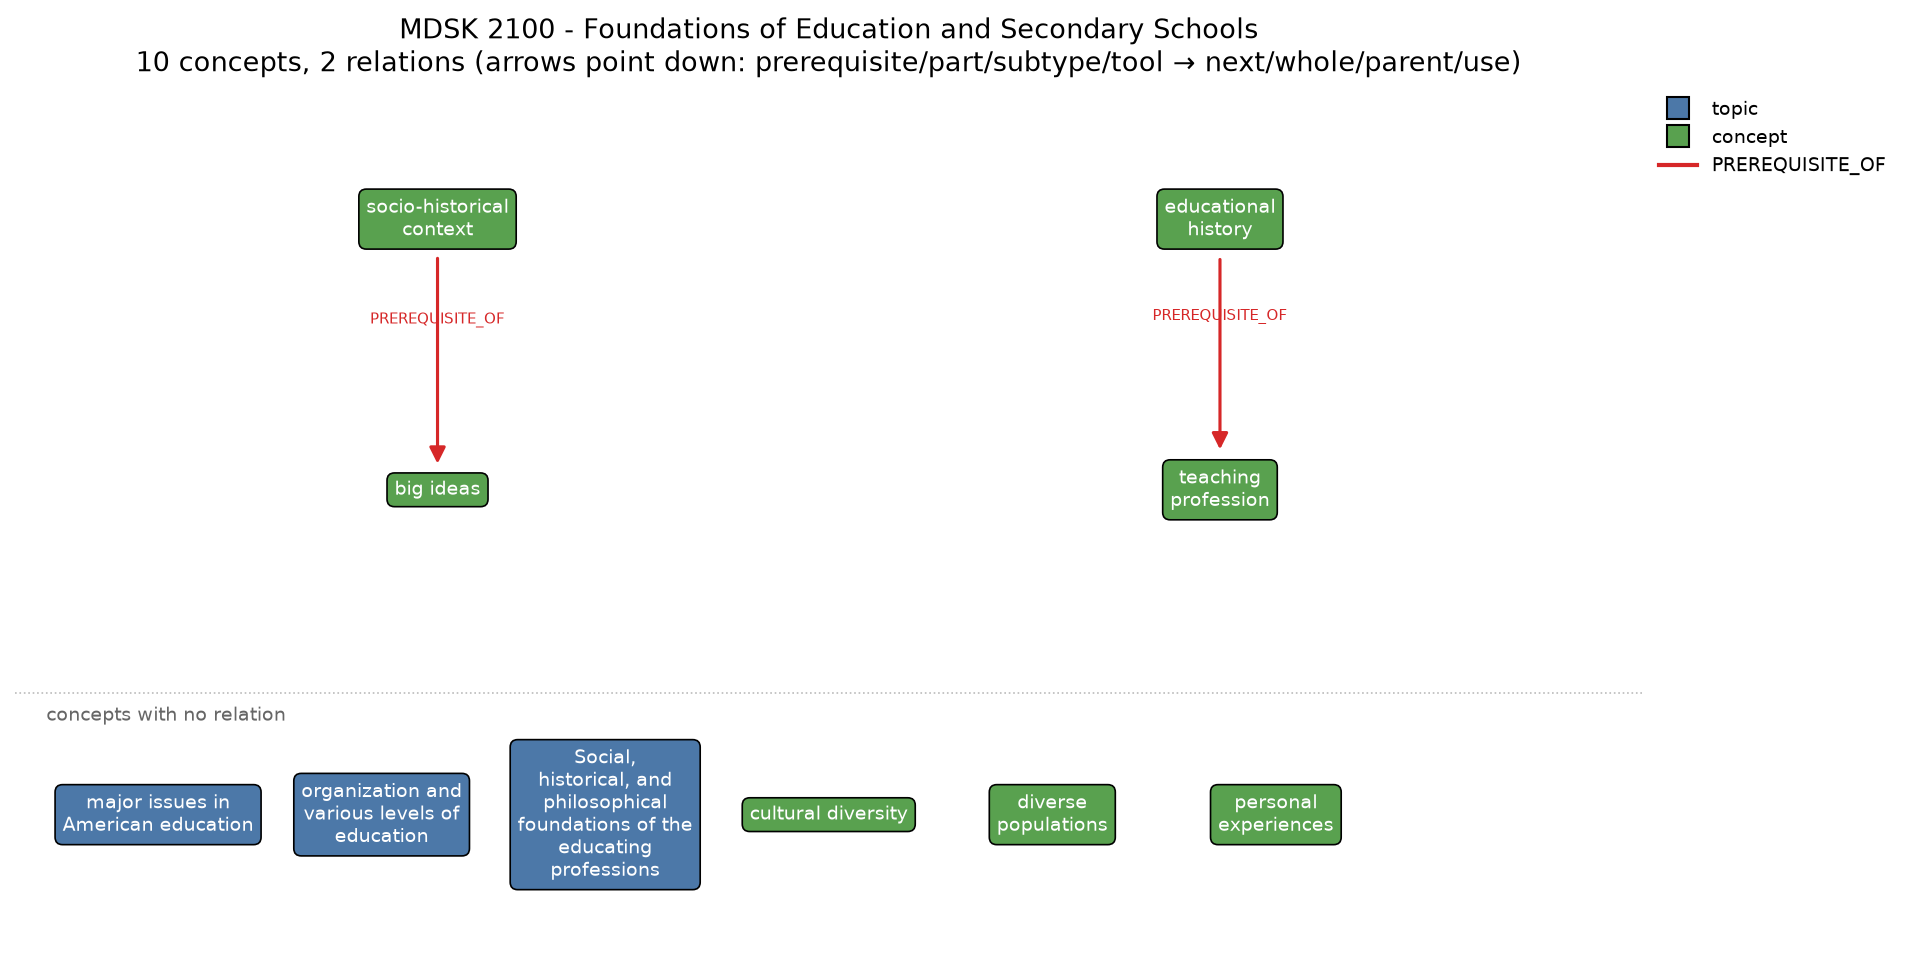 MDSK 2100 - Foundations of Education and Secondary Schools
10 concepts, 2 relations (arrows point down: prerequisite/part/subtype/tool → next/whole/parent/use)
topic
concept
PREREQUISITE_OF
socio-historical
context
educational
history
PREREQUISITE_OF
PREREQUISITE_OF
big ideas
teaching
profession
concepts with no relation
major issues in
American education
organization and
various levels of
education
Social,
historical, and
philosophical
foundations of the
educating
professions
cultural diversity
diverse
populations
personal
experiences